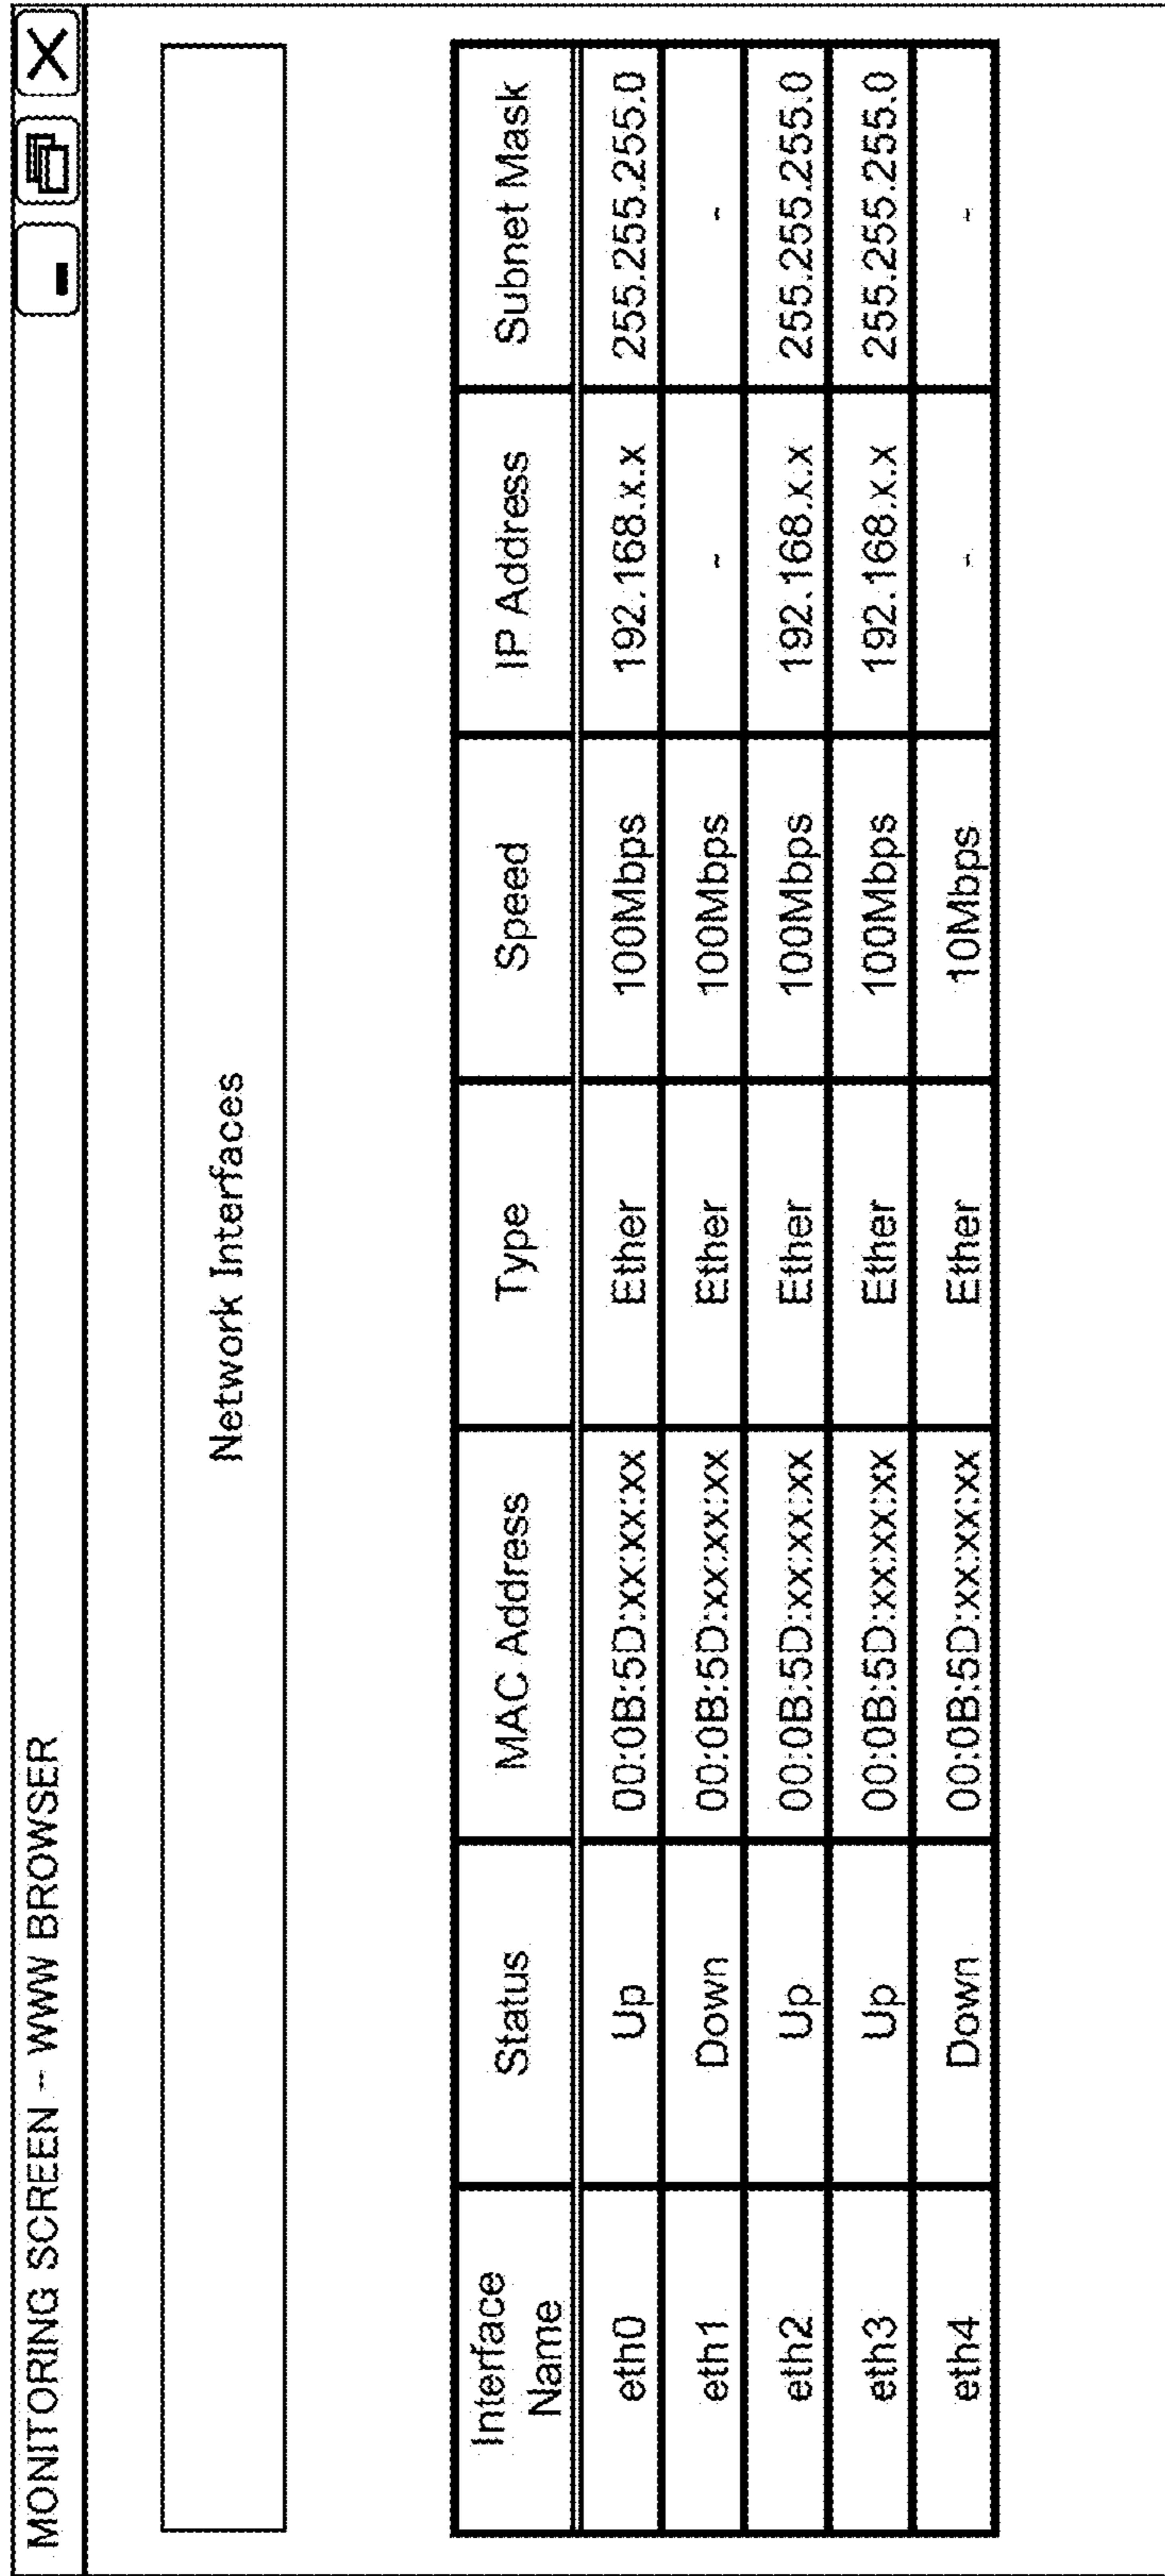 MONITORING SCREEN -- WWW BROWSER
Network Interfaces
Interface Name Status MAC Address Type Speed IP Address Subnet Mask
eth0 Up 00:0B:5D:xx:xx:xx Ether 100Mbps 192.168.x.x 255.255.255.0
eth1 Down 00:0B:5D:xx:xx:xx Ether 100Mbps - -
eth2 Up 00:0B:5D:xx:xx:xx Ether 100Mbps 192.168.x.x 255.255.255.0
eth3 Up 00:0B:5D:xx:xx:xx Ether 100Mbps 192.168.x.x 255.255.255.0
eth4 Down 00:0B:5D:xx:xx:xx Ether 10Mbps - -